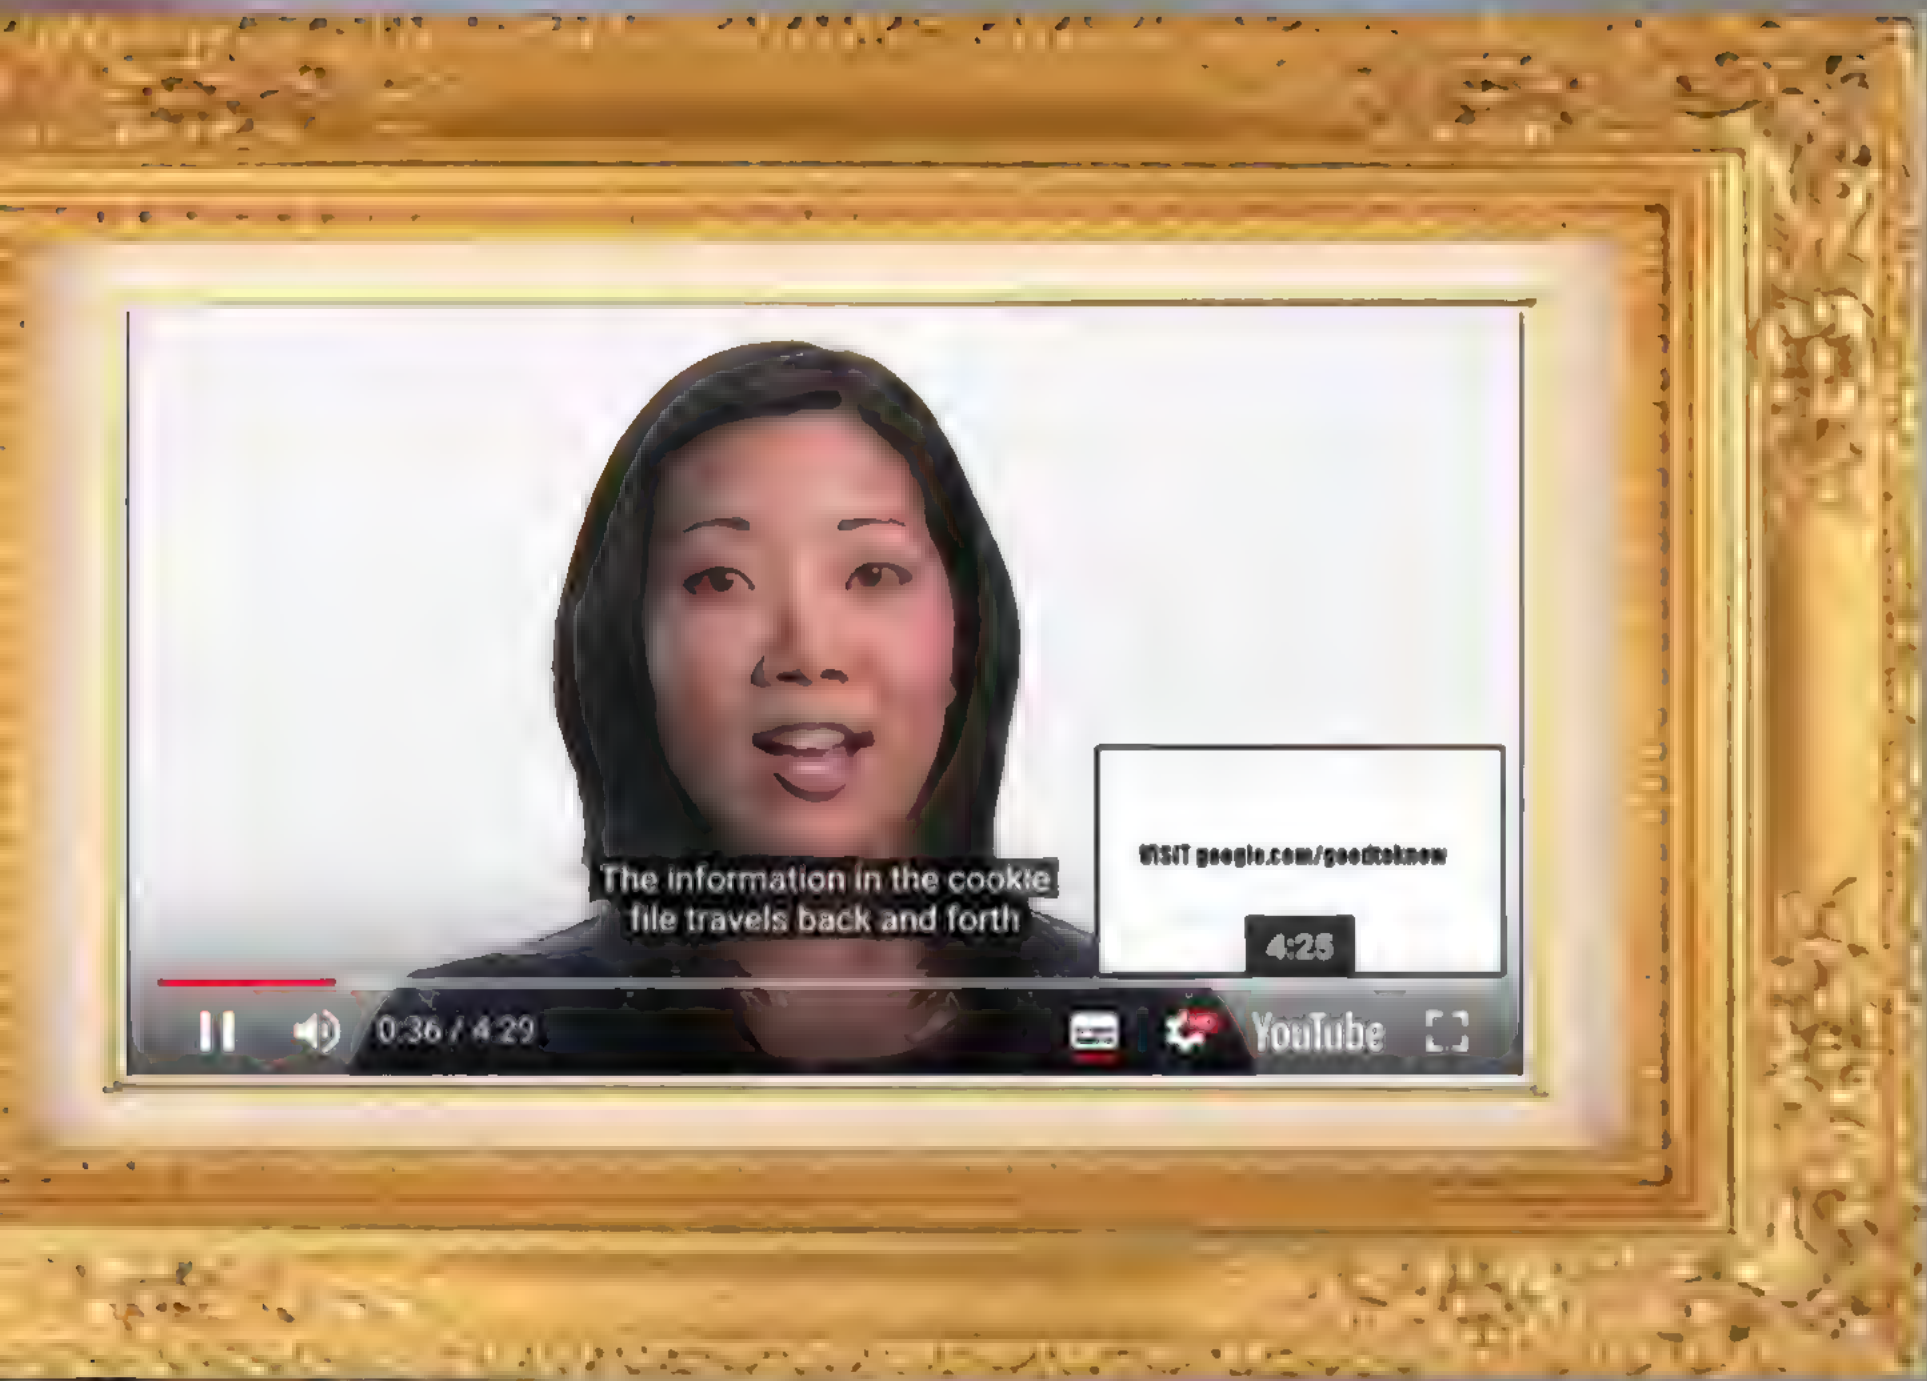 The information in the cookie
file travels back and forth
VISIT google.com/goodtoknow
4:25
0:36 / 4:29
YouTube